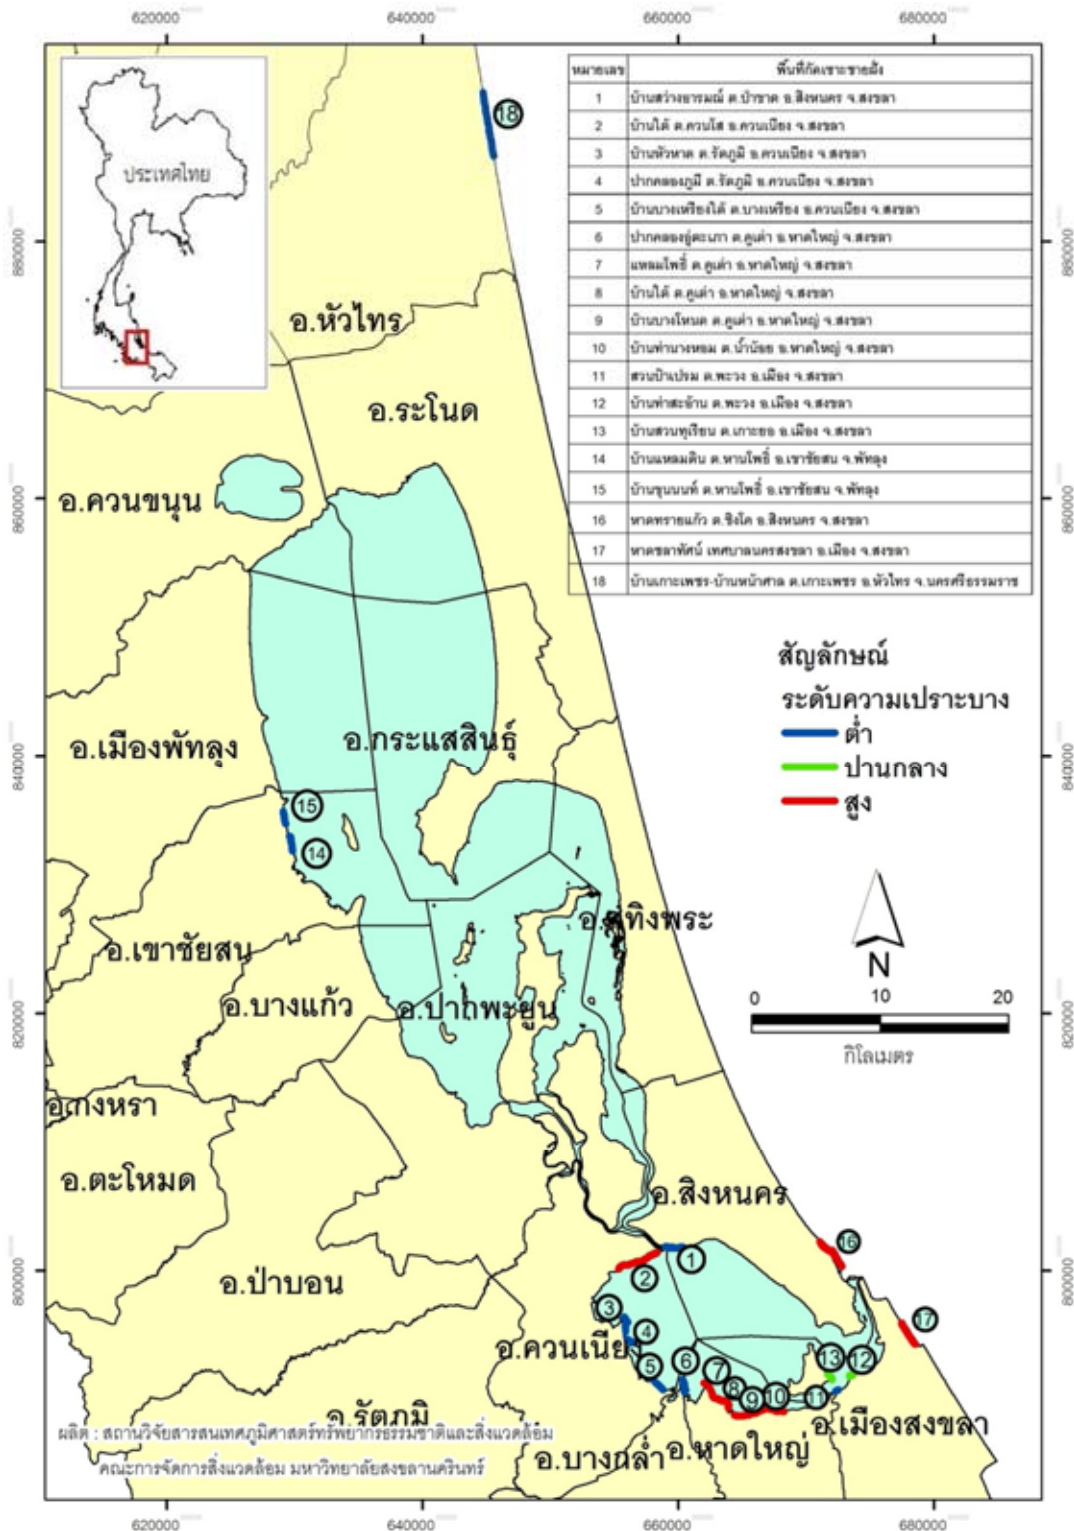 620000 640000 660000 680000
ประเทศไทย
หมายเลข พื้นที่กัดเซาะชายฝั่ง
1 บ้านสว่างอารมณ์ ต.ป่าขาด อ.สิงหนคร จ.สงขลา
2 บ้านใต้ ต.ควนโส อ.ควนเนียง จ.สงขลา
3 บ้านหัวหาด ต.รัตภูมิ อ.ควนเนียง จ.สงขลา
4 ปากคลองภูมี ต.รัตภูมิ อ.ควนเนียง จ.สงขลา
5 บ้านบางเหรียงใต้ ต.บางเหรียง อ.ควนเนียง จ.สงขลา
6 ปากคลองอู่ตะเภา ต.คูเต่า อ.หาดใหญ่ จ.สงขลา
7 แหลมโพธิ์ ต.คูเต่า อ.หาดใหญ่ จ.สงขลา
8 บ้านใต้ ต.คูเต่า อ.หาดใหญ่ จ.สงขลา
9 บ้านบางโหนด ต.คูเต่า อ.หาดใหญ่ จ.สงขลา
10 บ้านท่านางหอม ต.น้ำน้อย อ.หาดใหญ่ จ.สงขลา
11 สวนป่าเปรม ต.พะวง อ.เมือง จ.สงขลา
12 บ้านท่าสะอ้าน ต.พะวง อ.เมือง จ.สงขลา
13 บ้านสวนทุเรียน ต.เกาะยอ อ.เมือง จ.สงขลา
14 บ้านแหลมดิน ต.หานโพธิ์ อ.เขาชัยสน จ.พัทลุง
15 บ้านขุนนนท์ ต.หานโพธิ์ อ.เขาชัยสน จ.พัทลุง
16 หาดทรายแก้ว ต.ชิงโค อ.สิงหนคร จ.สงขลา
17 หาดชลาทัศน์ เทศบาลนครสงขลา อ.เมือง จ.สงขลา
18 บ้านเกาะเพชร-บ้านหน้าศาล ต.เกาะเพชร อ.หัวไทร จ.นครศรีธรรมราช
18
880000 880000
อ.หัวไทร
อ.ระโนด
อ.ควนขนุน
860000 860000
สัญลักษณ์
ระดับความเปราะบาง
ต่ำ
ปานกลาง
สูง
อ.เมืองพัทลุง
อ.กระแสสินธุ์
840000 840000
15
14
อ.สทิงพระ
อ.เขาชัยสน
N
อ.บางแก้ว
อ.ปากพะยูน
0 10 20
กิโลเมตร
820000 820000
อ.กงหรา
อ.ตะโหมด
อ.สิงหนคร
16
1
2
800000 800000
อ.ป่าบอน
3
17
4
อ.ควนเนีย
5 6 7 13 12
8 9 10 11
อ.รัตภูมิ
อ.เมืองสงขลา
อ.บางกล่ำ
อ.หาดใหญ่
ผลิต : สถานวิจัยสารสนเทศภูมิศาสตร์ทรัพยากรธรรมชาติและสิ่งแวดล้อม
คณะการจัดการสิ่งแวดล้อม มหาวิทยาลัยสงขลานครินทร์
620000 640000 660000 680000